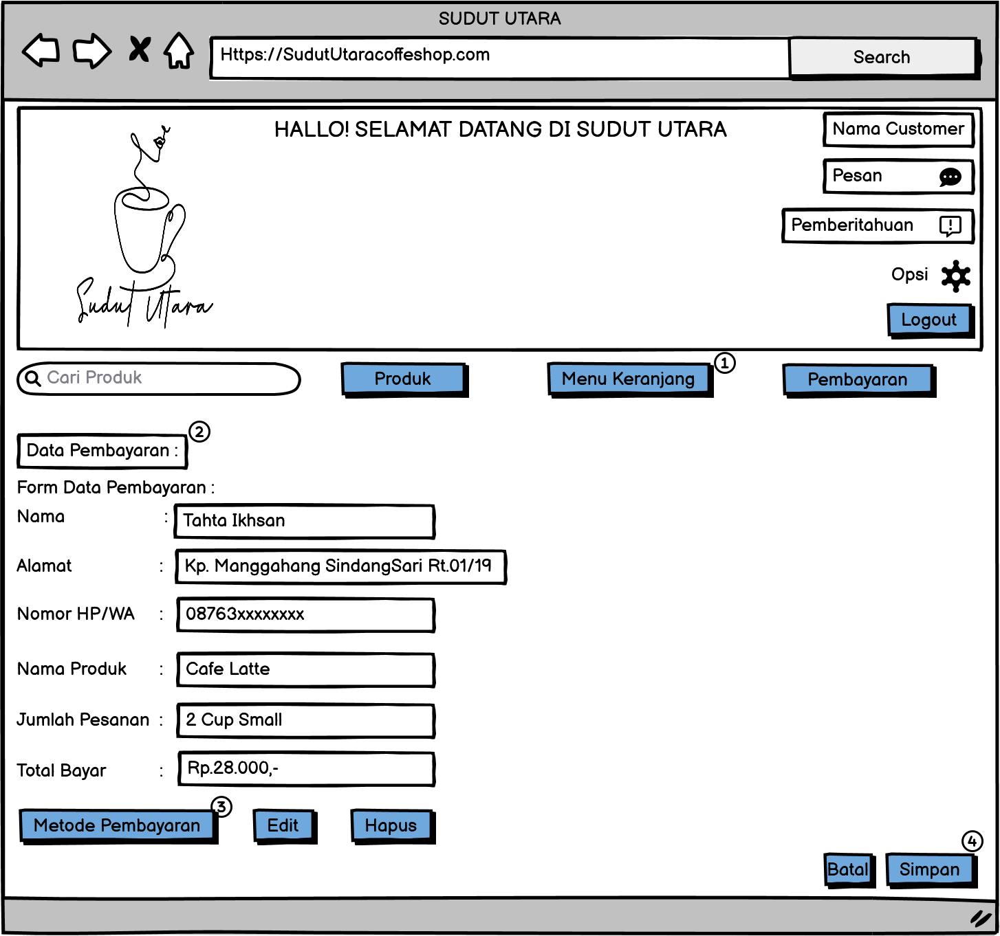 SUDUT UTARA
Https://SudutUtaracoffeshop.com
Search
HALLO! SELAMAT DATANG DI SUDUT UTARA
Nama Customer
Pesan
Pemberitahuan
Opsi
Logout
Sudut Utara
Cari Produk
Produk
Menu Keranjang
1
Pembayaran
2
Data Pembayaran :
Form Data Pembayaran :
Nama : Tahta Ikhsan
Alamat : Kp. Manggahang SindangSari Rt.01/19
Nomor HP/WA : 08763xxxxxxxx
Nama Produk : Cafe Latte
Jumlah Pesanan : 2 Cup Small
Total Bayar : Rp.28.000,-
3
Metode Pembayaran
Edit
Hapus
4
Batal
Simpan